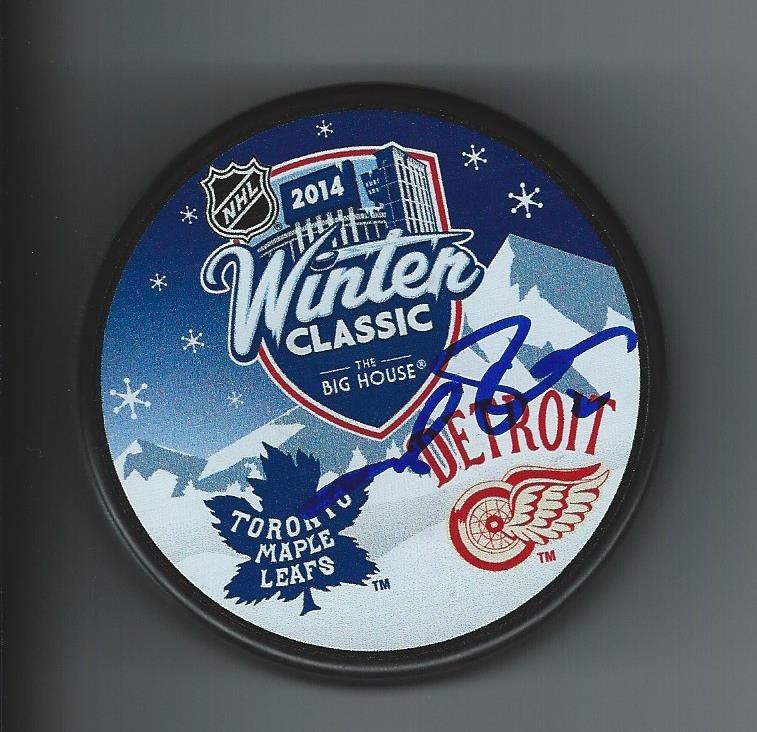 NHL
2014
Winter
CLASSIC
THE
BIG HOUSE®
DETROIT
TORONTO
MAPLE
LEAFS
TM
TM